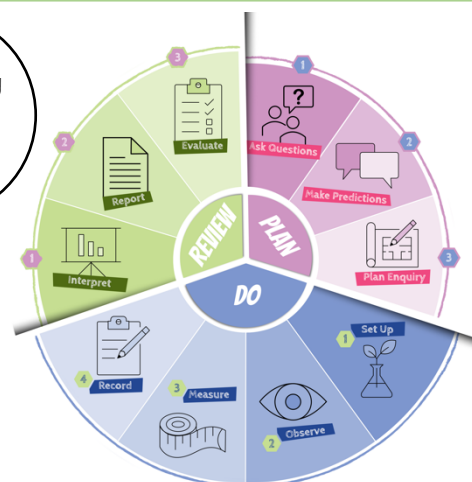 PLAN
1
Ask Questions
2
Make Predictions
3
Plan Enquiry
DO
1
Set Up
2
Observe
3
Measure
4
Record
REVIEW
1
Interpret
2
Report
3
Evaluate
?